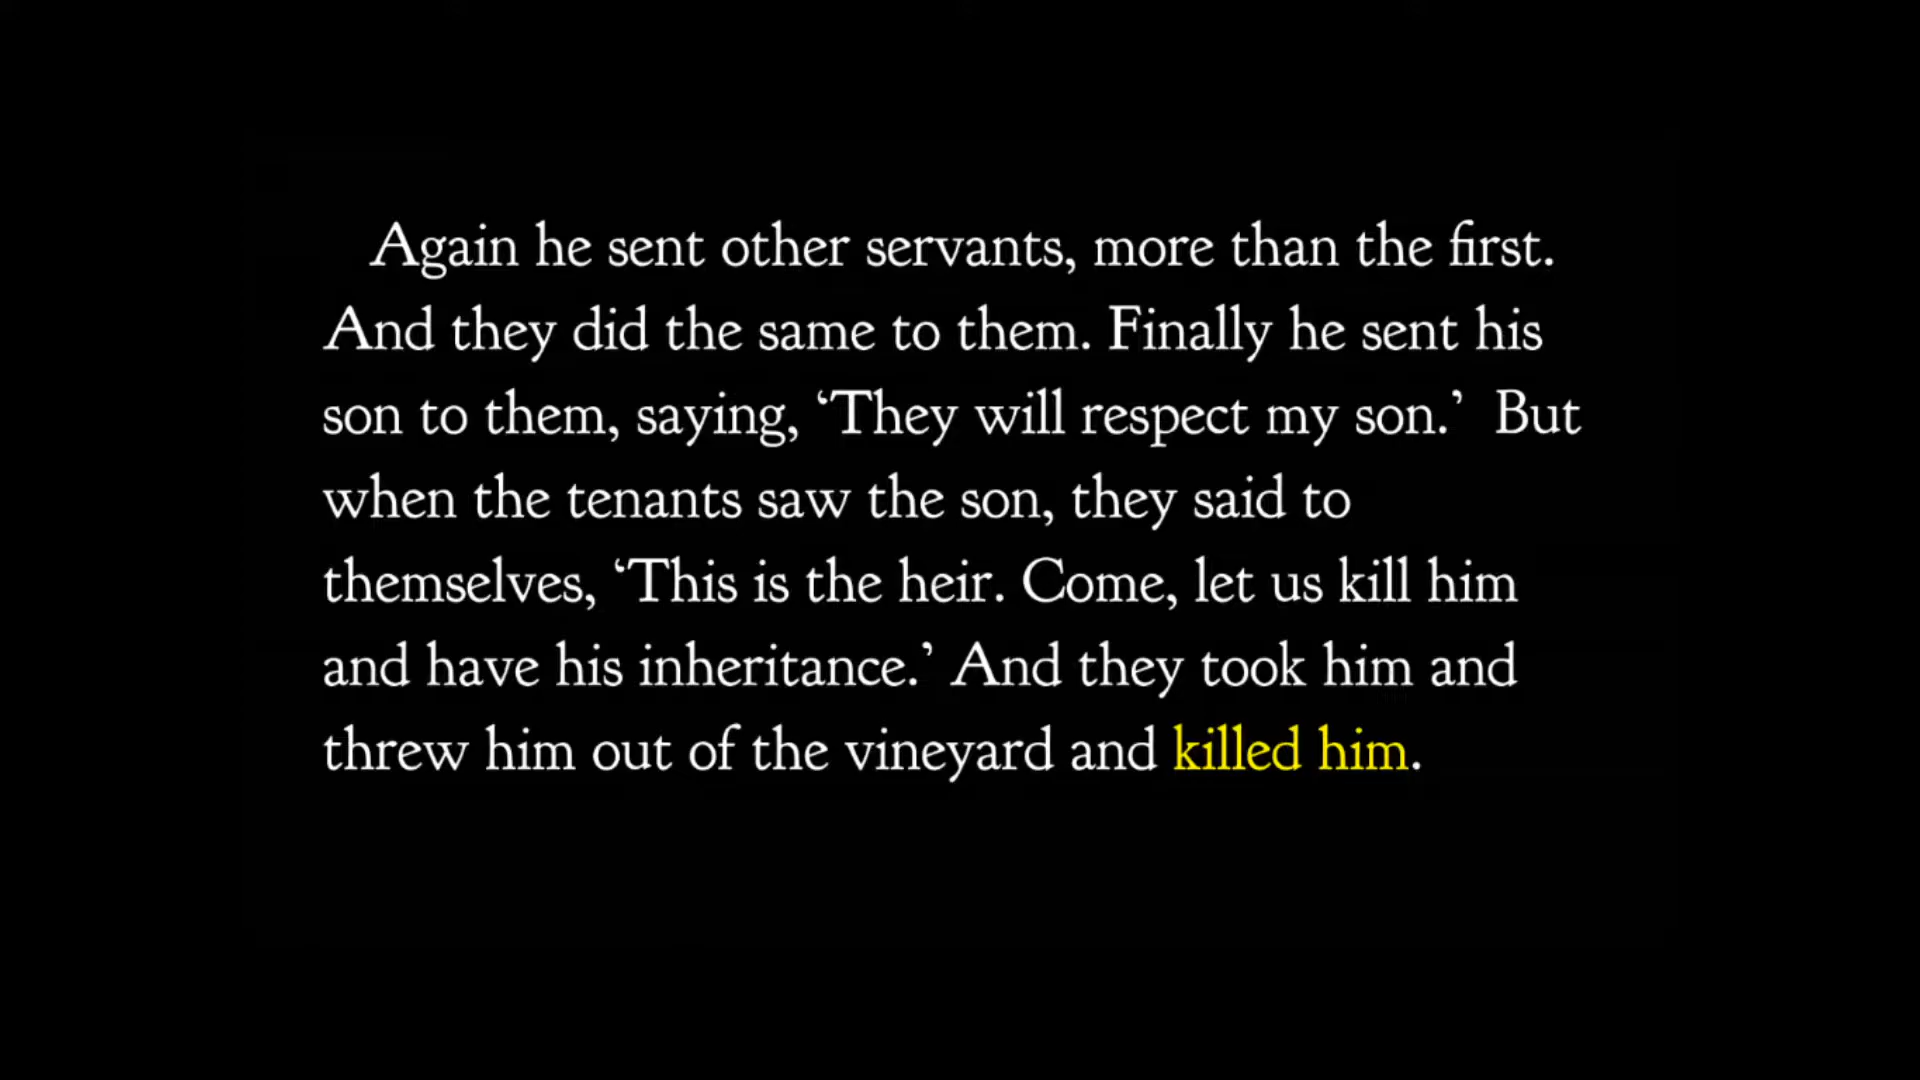 Again he sent other servants, more than the first.
And they did the same to them. Finally he sent his
son to them, saying, ‘They will respect my son.’ But
when the tenants saw the son, they said to
themselves, ‘This is the heir. Come, let us kill him
and have his inheritance.’ And they took him and
threw him out of the vineyard and killed him.